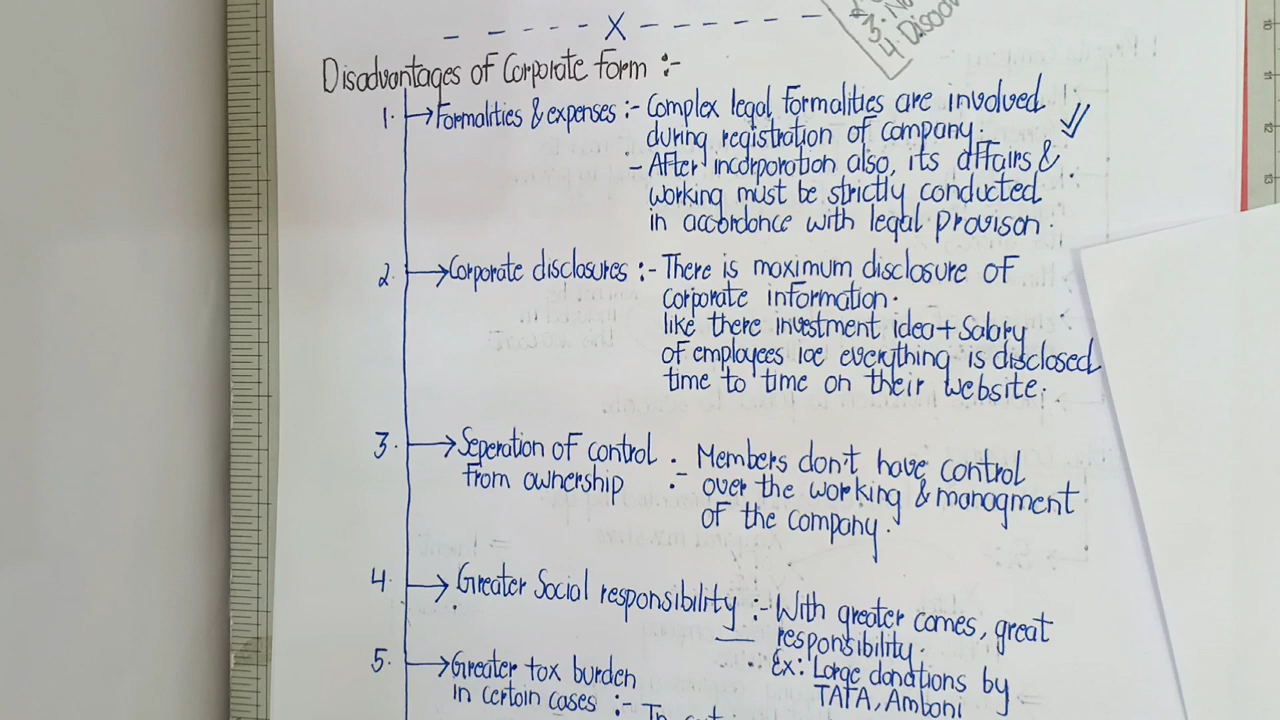 3. No
4. Disadv
X
Disadvantages of Corporate form :-
1. → Formalities & expenses :- Complex legal formalities are involved
during registration of company.
- After incorporation also, its affairs &
working must be strictly conducted
in accordance with legal provison.
2. → Corporate disclosures :- There is maximum disclosure of
corporate information.
like there investment idea + Salary
of employees ioe everything is disclosed
time to time on their website.
3. → Seperation of control :- Members don't have control
from ownership over the working & managment
of the company.
4. → Greater Social responsibility :- With greater comes, great
responsibility.
Ex: Large donations by
TATA, Ambani
5. → Greater tax burden
in certain cases :-